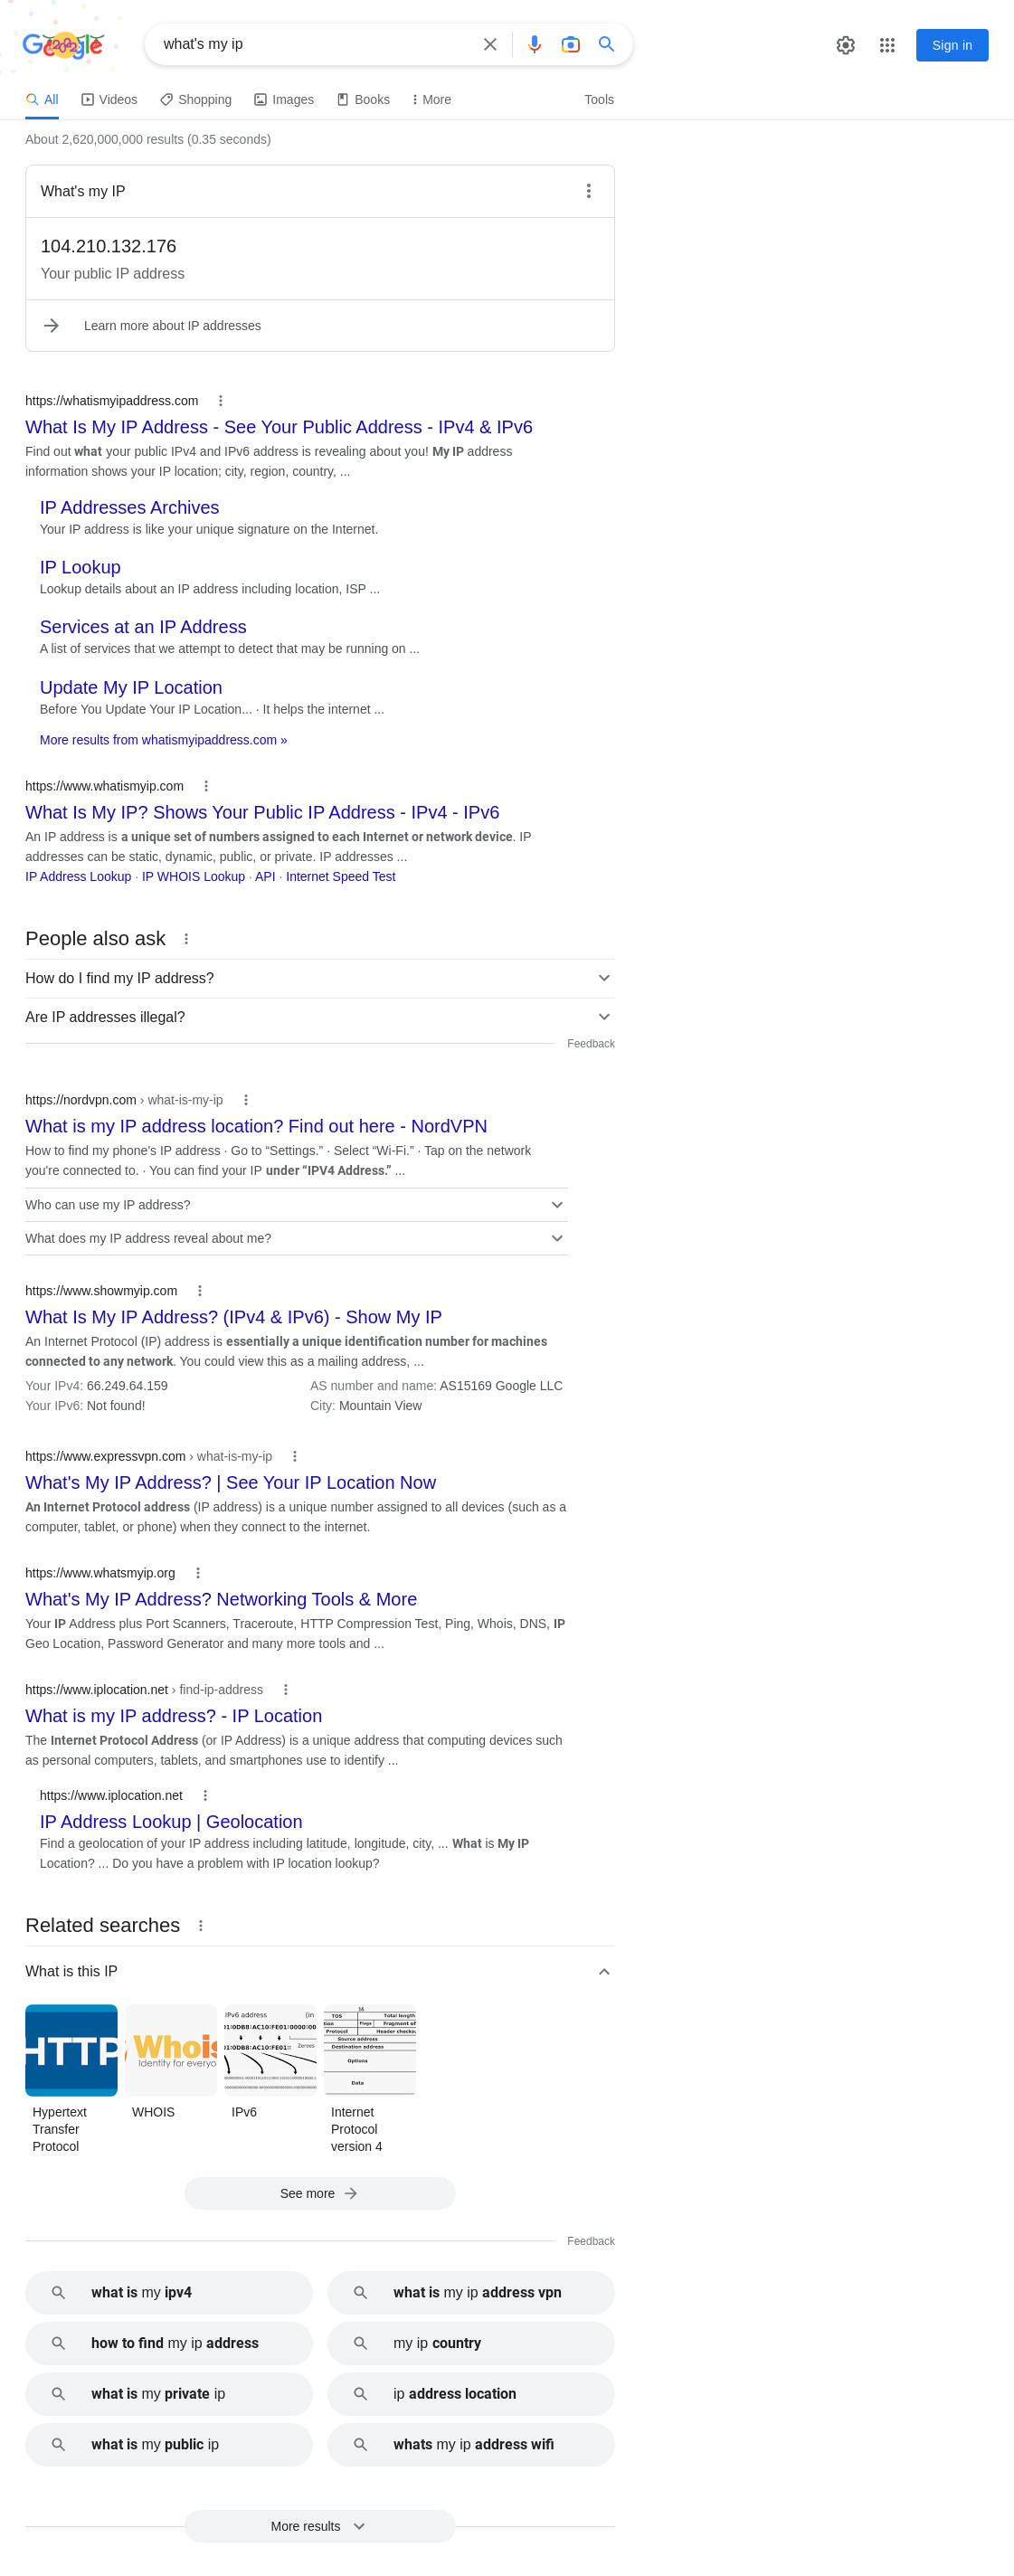 Google
what's my ip
Sign in
All
Videos
Shopping
Images
Books
More
Tools
About 2,620,000,000 results (0.35 seconds)
What's my IP
104.210.132.176
Your public IP address
Learn more about IP addresses
https://whatismyipaddress.com
What Is My IP Address - See Your Public Address - IPv4 & IPv6
Find out what your public IPv4 and IPv6 address is revealing about you! My IP address
information shows your IP location; city, region, country, ...
IP Addresses Archives
Your IP address is like your unique signature on the Internet.
IP Lookup
Lookup details about an IP address including location, ISP ...
Services at an IP Address
A list of services that we attempt to detect that may be running on ...
Update My IP Location
Before You Update Your IP Location... · It helps the internet ...
More results from whatismyipaddress.com »
https://www.whatismyip.com
What Is My IP? Shows Your Public IP Address - IPv4 - IPv6
An IP address is a unique set of numbers assigned to each Internet or network device. IP
addresses can be static, dynamic, public, or private. IP addresses ...
IP Address Lookup · IP WHOIS Lookup · API · Internet Speed Test
People also ask
How do I find my IP address?
Are IP addresses illegal?
Feedback
https://nordvpn.com › what-is-my-ip
What is my IP address location? Find out here - NordVPN
How to find my phone's IP address · Go to “Settings.” · Select “Wi-Fi.” · Tap on the network
you're connected to. · You can find your IP under “IPV4 Address.” ...
Who can use my IP address?
What does my IP address reveal about me?
https://www.showmyip.com
What Is My IP Address? (IPv4 & IPv6) - Show My IP
An Internet Protocol (IP) address is essentially a unique identification number for machines
connected to any network. You could view this as a mailing address, ...
Your IPv4: 66.249.64.159
AS number and name: AS15169 Google LLC
Your IPv6: Not found!
City: Mountain View
https://www.expressvpn.com › what-is-my-ip
What's My IP Address? | See Your IP Location Now
An Internet Protocol address (IP address) is a unique number assigned to all devices (such as a
computer, tablet, or phone) when they connect to the internet.
https://www.whatsmyip.org
What's My IP Address? Networking Tools & More
Your IP Address plus Port Scanners, Traceroute, HTTP Compression Test, Ping, Whois, DNS, IP
Geo Location, Password Generator and many more tools and ...
https://www.iplocation.net › find-ip-address
What is my IP address? - IP Location
The Internet Protocol Address (or IP Address) is a unique address that computing devices such
as personal computers, tablets, and smartphones use to identify ...
https://www.iplocation.net
IP Address Lookup | Geolocation
Find a geolocation of your IP address including latitude, longitude, city, ... What is My IP
Location? ... Do you have a problem with IP location lookup?
Related searches
What is this IP
HTTP
Whois
Identity for everyo
IPv6 address (in
Zeroes
16
TOS
Total length
Flags
Fragment of
Protocol
Header checksu
Source address
Destination address
Options
Data
Hypertext
Transfer
Protocol
WHOIS
IPv6
Internet
Protocol
version 4
See more
Feedback
what is my ipv4
what is my ip address vpn
how to find my ip address
my ip country
what is my private ip
ip address location
what is my public ip
whats my ip address wifi
More results